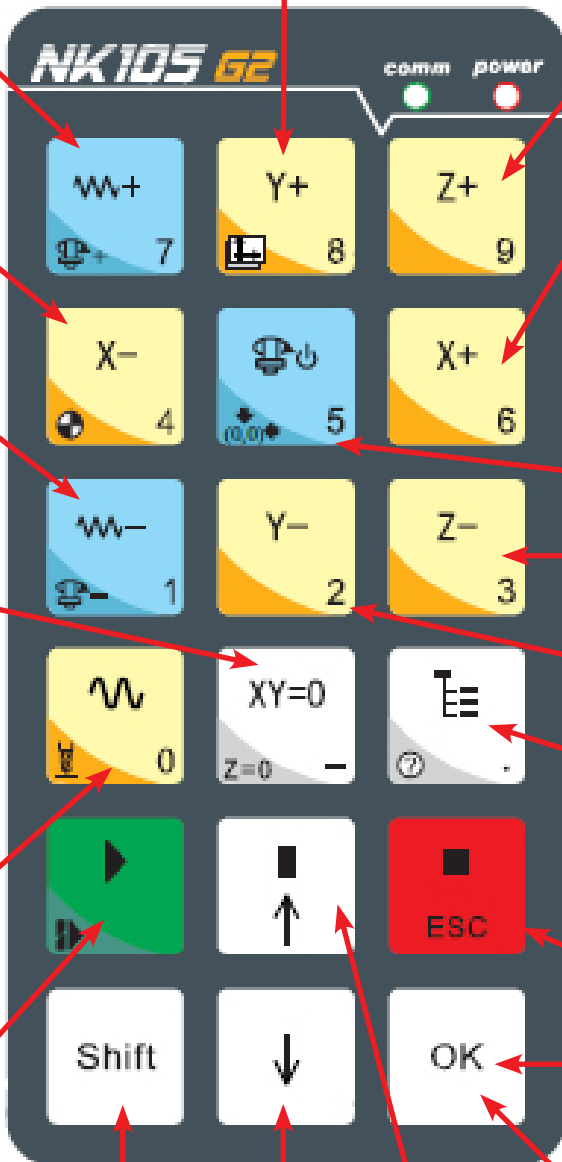 NK105 G2
comm power
+ Y+ Z+
+ 7 8 9
X- X+
4 (0,0) 5 6
- Y- Z-
- 1 2 3
XY=0
0 Z=0 - ? .
ESC
Shift OK